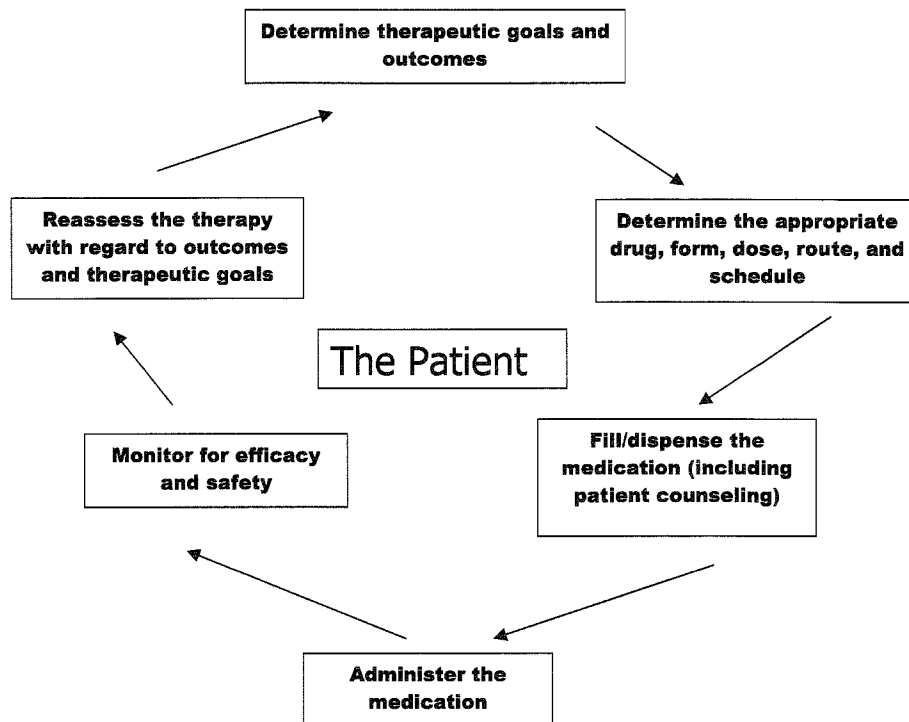 Determine therapeutic goals and
outcomes
Determine the appropriate
drug, form, dose, route, and
schedule
Fill/dispense the
medication (including
patient counseling)
Administer the
medication
Monitor for efficacy
and safety
Reassess the therapy
with regard to outcomes
and therapeutic goals
The Patient